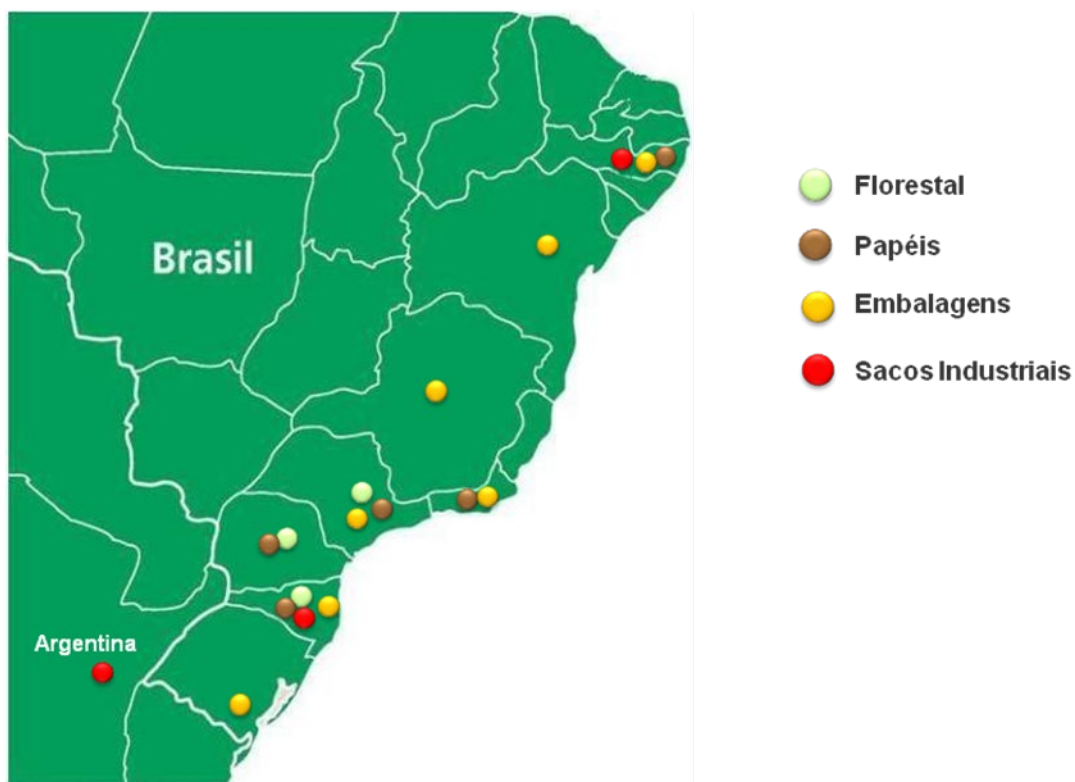 Brasil
Argentina
Florestal
Papéis
Embalagens
Sacos Industriais